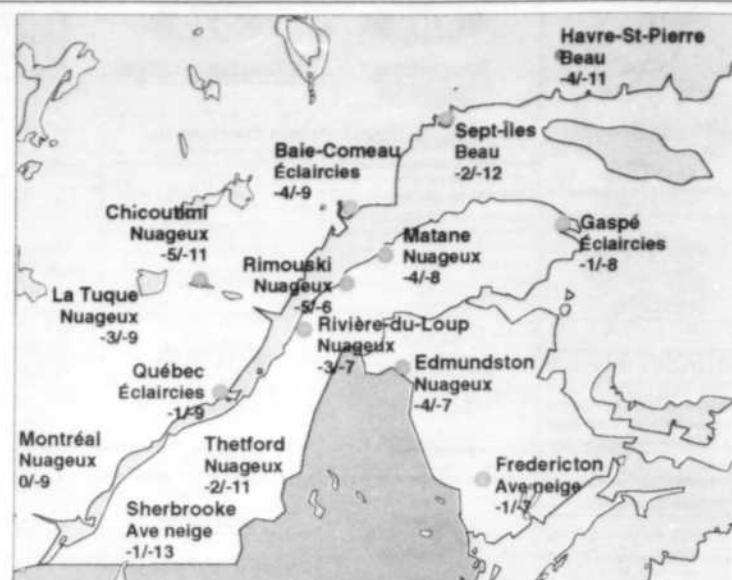 Havre-St-Pierre
Beau
-4/-11
Sept-Îles
Beau
-2/-12
Baie-Comeau
Éclaircies
-4/-9
Chicoutimi
Nuageux
-5/-11
Matane
Nuageux
-4/-8
Gaspé
Éclaircies
-1/-8
Rimouski
Nuageux
-5/-6
La Tuque
Nuageux
-3/-9
Rivière-du-Loup
Nuageux
-3/-7
Québec
Éclaircies
-1/-9
Edmundston
Nuageux
-4/-7
Montréal
Nuageux
0/-9
Thetford
Nuageux
-2/-11
Fredericton
Ave neige
-1/-7
Sherbrooke
Ave neige
-1/-13